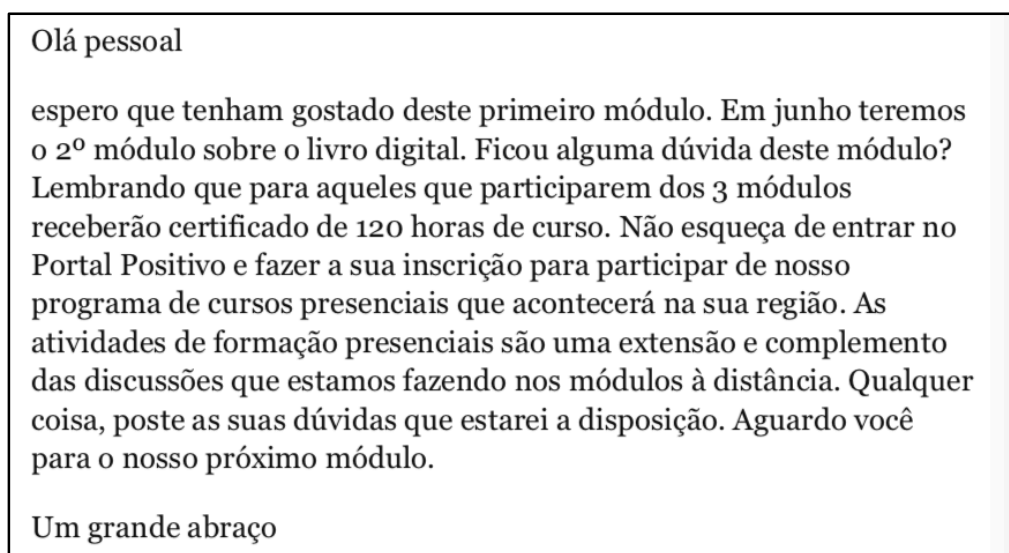 Olá pessoal
espero que tenham gostado deste primeiro módulo. Em junho teremos
o 2º módulo sobre o livro digital. Ficou alguma dúvida deste módulo?
Lembrando que para aqueles que participarem dos 3 módulos
receberão certificado de 120 horas de curso. Não esqueça de entrar no
Portal Positivo e fazer a sua inscrição para participar de nosso
programa de cursos presenciais que acontecerá na sua região. As
atividades de formação presenciais são uma extensão e complemento
das discussões que estamos fazendo nos módulos à distância. Qualquer
coisa, poste as suas dúvidas que estarei a disposição. Aguardo você
para o nosso próximo módulo.
Um grande abraço